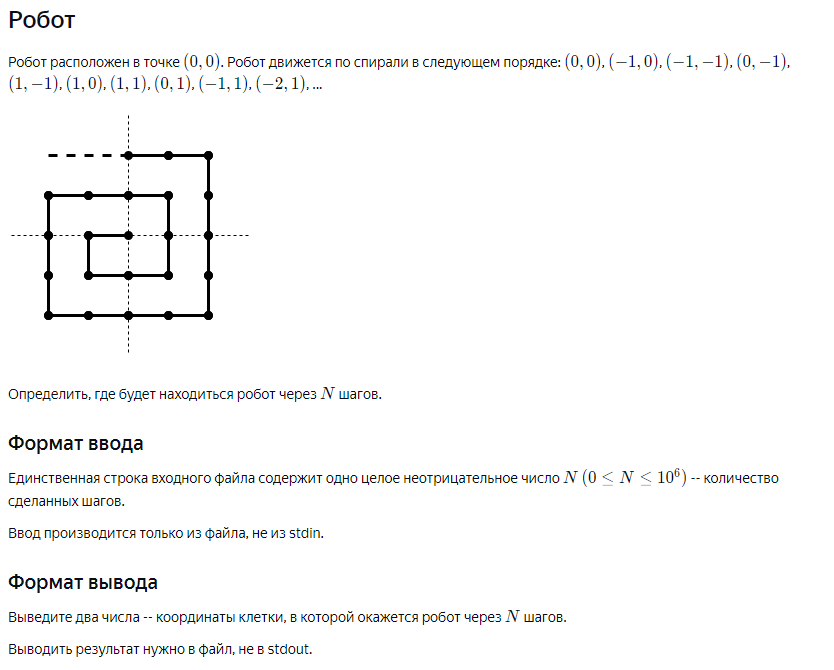 Робот
Робот расположен в точке (0, 0). Робот движется по спирали в следующем порядке: (0, 0), (−1, 0), (−1, −1), (0, −1),
(1, −1), (1, 0), (1, 1), (0, 1), (−1, 1), (−2, 1), ...
Определить, где будет находиться робот через N шагов.
Формат ввода
Единственная строка входного файла содержит одно целое неотрицательное число N (0 ≤ N ≤ 10⁶) -- количество
сделанных шагов.
Ввод производится только из файла, не из stdin.
Формат вывода
Выведите два числа -- координаты клетки, в которой окажется робот через N шагов.
Выводить результат нужно в файл, не в stdout.